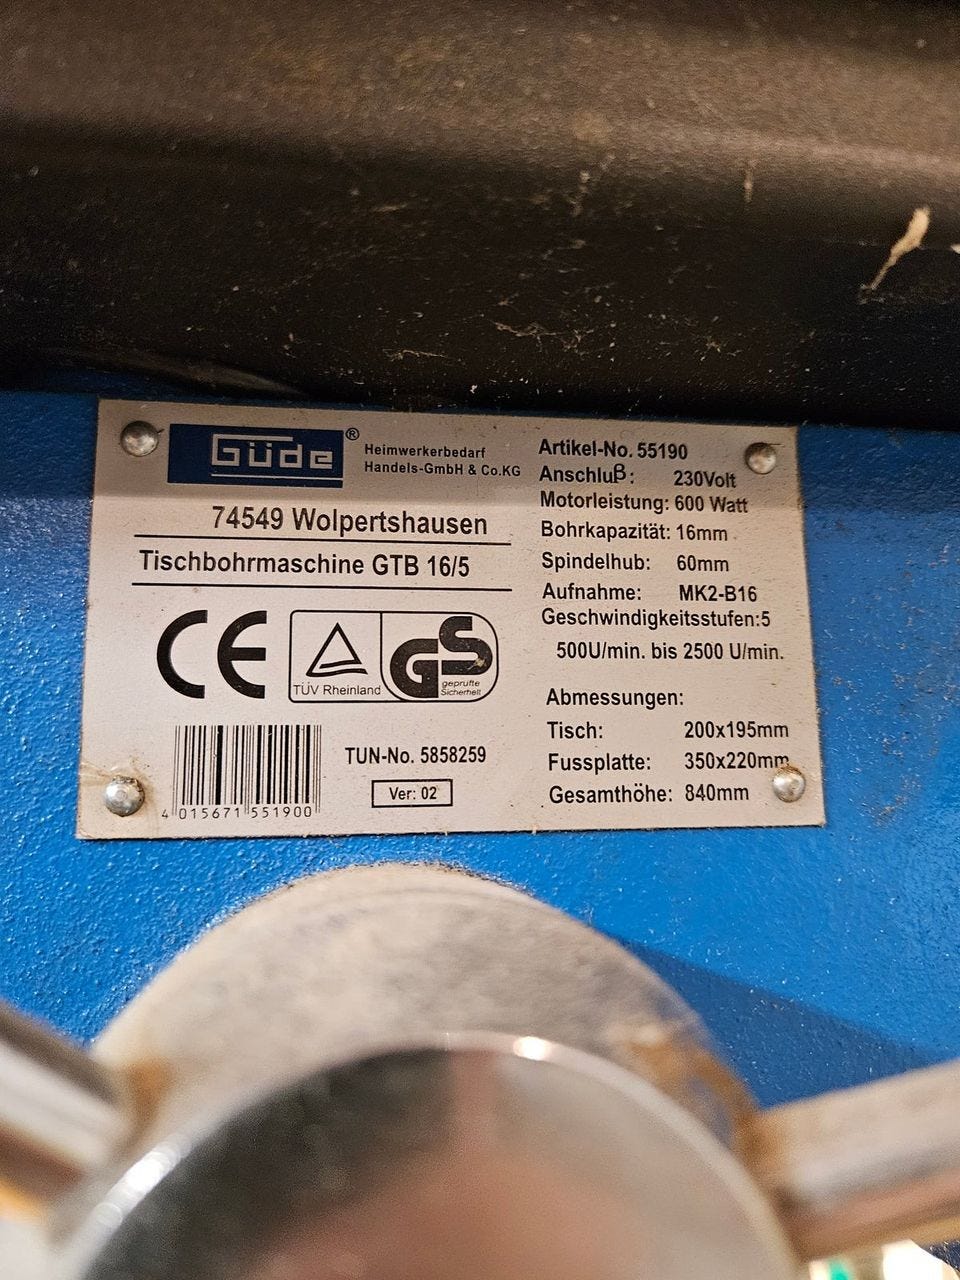 Güde ®
Heimwerkerbedarf
Handels-GmbH & Co.KG
74549 Wolpertshausen
Tischbohrmaschine GTB 16/5
CE
TÜV Rheinland
GS
geprüfte
Sicherheit
4 015671 551900
TUN-No. 5858259
Ver: 02
Artikel-No. 55190
Anschluß: 230Volt
Motorleistung: 600 Watt
Bohrkapazität: 16mm
Spindelhub: 60mm
Aufnahme: MK2-B16
Geschwindigkeitsstufen:5
500U/min. bis 2500 U/min.
Abmessungen:
Tisch: 200x195mm
Fussplatte: 350x220mm
Gesamthöhe: 840mm